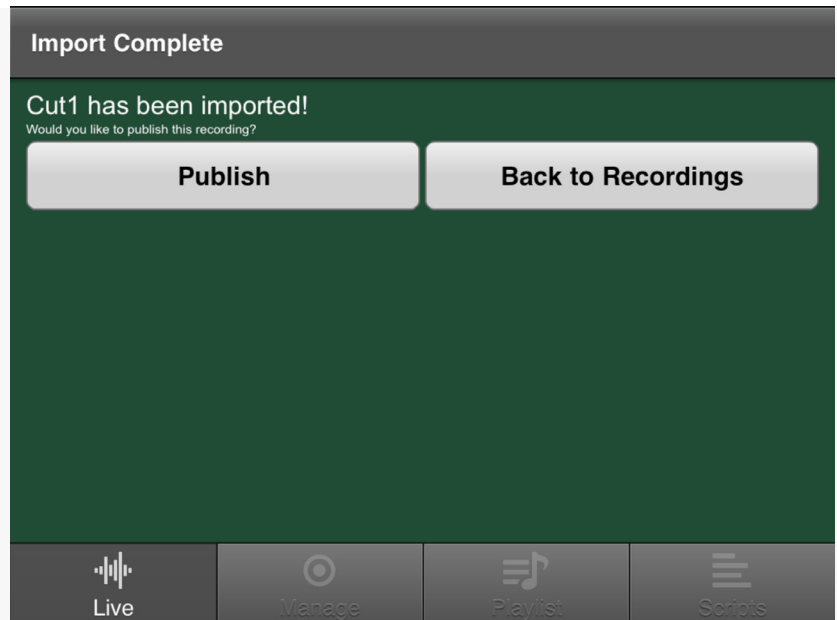 Import Complete
Cut1 has been imported!
Would you like to publish this recording?
Publish
Back to Recordings
Live
Manage
Playlist
Scripts